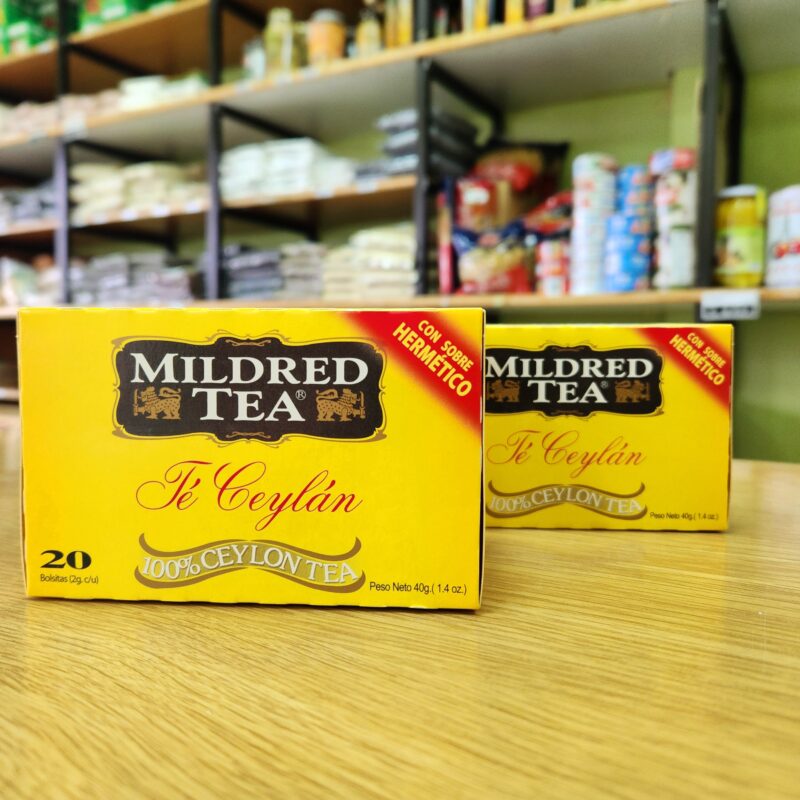 CON SOBRE
HERMÉTICO
MILDRED
TEA®
Té Ceylán
100% CEYLON TEA
20
Bolsitas (2g. c/u)
Peso Neto 40g.( 1.4 oz.)
CON SOBRE
HERMÉTICO
MILDRED
TEA®
Té Ceylán
100% CEYLON TEA
Peso Neto 40g.( 1.4 oz.)